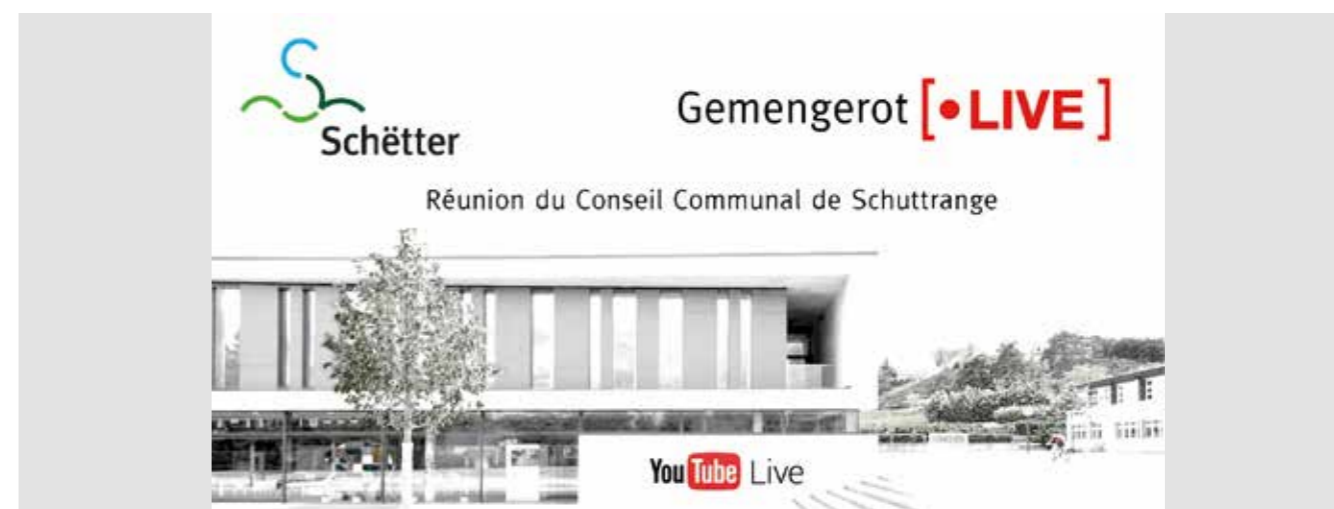 Schëtter
Gemengerot [• LIVE ]
Réunion du Conseil Communal de Schuttrange
YouTube Live